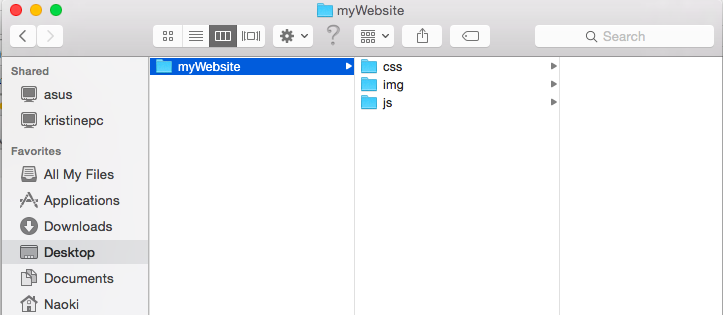 myWebsite
Search
Shared
asus
kristinepc
Favorites
All My Files
Applications
Downloads
Desktop
Documents
Naoki
myWebsite
css
img
js